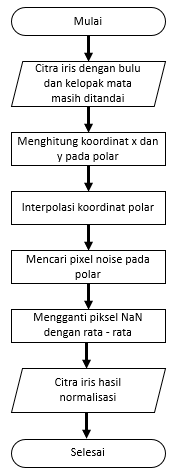 Mulai
Citra iris dengan bulu
dan kelopak mata
masih ditandai
Menghitung koordinat x dan
y pada polar
Interpolasi koordinat polar
Mencari pixel noise pada
polar
Mengganti piksel NaN
dengan rata - rata
Citra iris hasil
normalisasi
Selesai